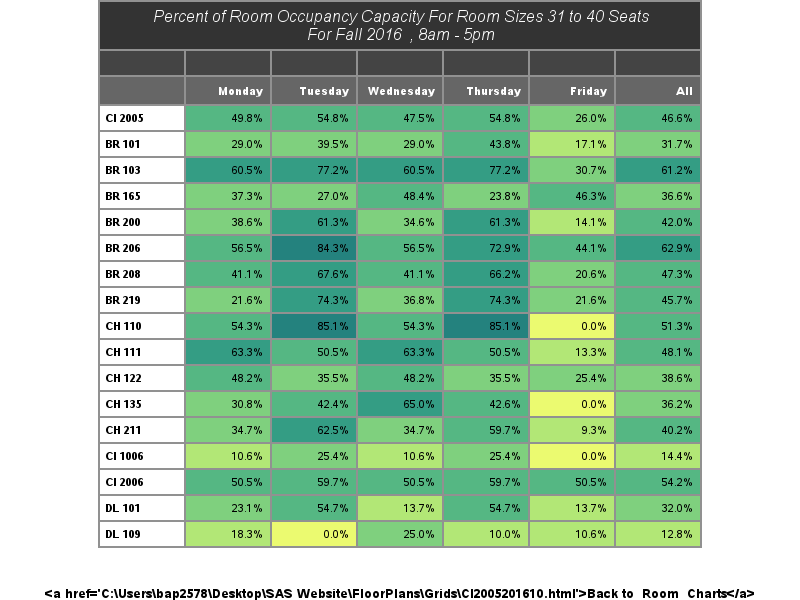 Percent of Room Occupancy Capacity For Room Sizes 31 to 40 Seats
For Fall 2016 , 8am - 5pm
Monday Tuesday Wednesday Thursday Friday All
CI 2005 49.8% 54.8% 47.5% 54.8% 26.0% 46.6%
BR 101 29.0% 39.5% 29.0% 43.8% 17.1% 31.7%
BR 103 60.5% 77.2% 60.5% 77.2% 30.7% 61.2%
BR 165 37.3% 27.0% 48.4% 23.8% 46.3% 36.6%
BR 200 38.6% 61.3% 34.6% 61.3% 14.1% 42.0%
BR 206 56.5% 84.3% 56.5% 72.9% 44.1% 62.9%
BR 208 41.1% 67.6% 41.1% 66.2% 20.6% 47.3%
BR 219 21.6% 74.3% 36.8% 74.3% 21.6% 45.7%
CH 110 54.3% 85.1% 54.3% 85.1% 0.0% 51.3%
CH 111 63.3% 50.5% 63.3% 50.5% 13.3% 48.1%
CH 122 48.2% 35.5% 48.2% 35.5% 25.4% 38.6%
CH 135 30.8% 42.4% 65.0% 42.6% 0.0% 36.2%
CH 211 34.7% 62.5% 34.7% 59.7% 9.3% 40.2%
CI 1006 10.6% 25.4% 10.6% 25.4% 0.0% 14.4%
CI 2006 50.5% 59.7% 50.5% 59.7% 50.5% 54.2%
DL 101 23.1% 54.7% 13.7% 54.7% 13.7% 32.0%
DL 109 18.3% 0.0% 25.0% 10.0% 10.6% 12.8%
<a href='C:\Users\bap2578\Desktop\SAS Website\FloorPlans\Grids\CI2005201610.html'>Back to Room Charts</a>